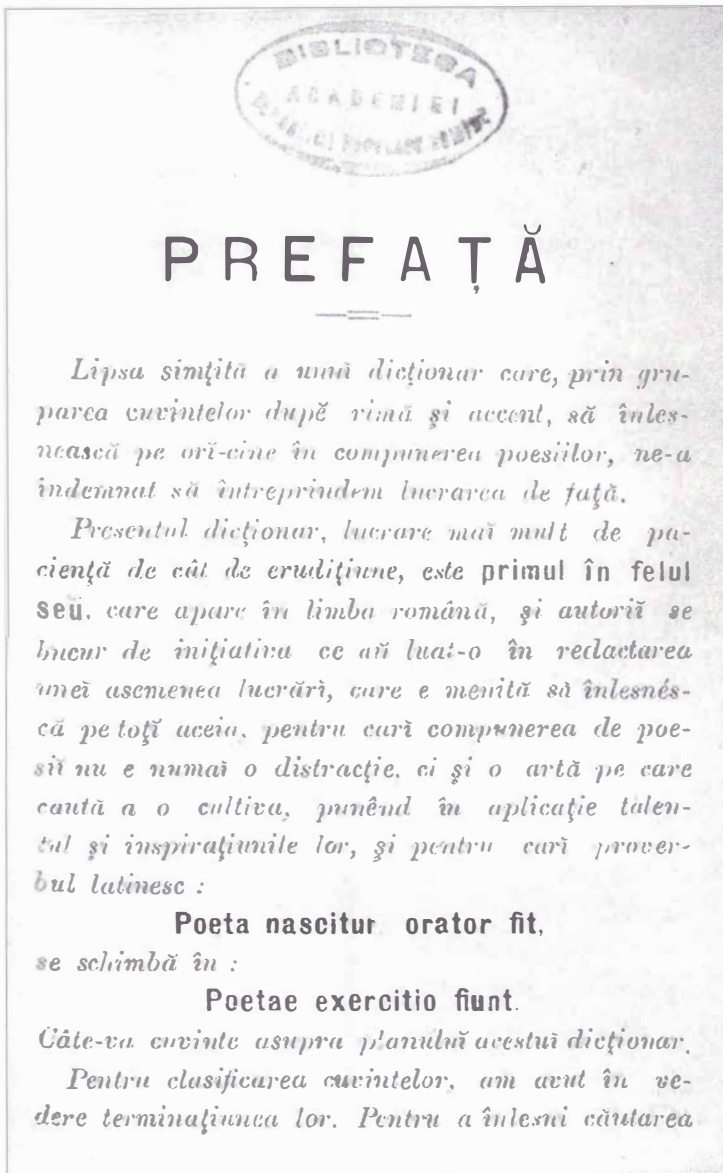 BIBLIOTECA
ACADEMIEI
POPULARE ROMÎNE
PREFAȚĂ
Lipsa simțită a unuĭ dicționar care, prin gru-
parea cuvintelor dupĕ rimă și accent, să înles-
nească pe orĭ-cine în compunerea poesiilor, ne-a
îndemnat să întreprindem lucrarea de față.
Presentul dicționar, lucrare maĭ mult de pa-
ciență de cât de erudițiune, este primul în felul
seŭ, care apare în limba română, și autoriĭ se
bucur de inițiativa ce aŭ luat-o în redactarea
uneĭ asemenea lucrărĭ, care e menită să înlesnés-
că pe toțĭ aceia, pentru carĭ compunerea de poe-
siĭ nu e numaĭ o distracție, ci și o artă pe care
caută a o cultiva, punênd în aplicație talen-
tul și inspirațiunile lor, și pentru carĭ prover-
bul latinesc :
Poeta nascitur orator fit,
se schimbă în :
Poetae exercitio fiunt.
Câte-va cuvinte asupra planuluĭ acestuĭ dicționar.
Pentru clasificarea cuvintelor, am avut în ve-
dere terminațiunea lor. Pentru a înlesni căutarea